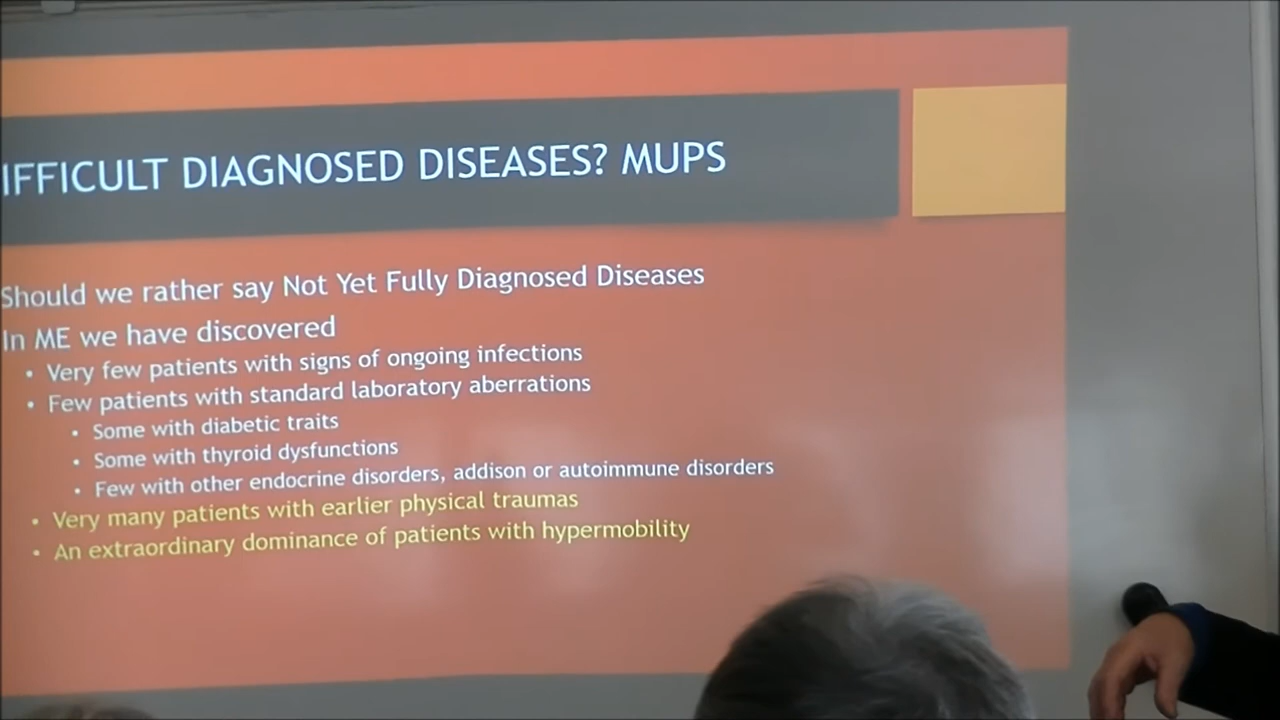 IFFICULT DIAGNOSED DISEASES? MUPS
Should we rather say Not Yet Fully Diagnosed Diseases
In ME we have discovered
• Very few patients with signs of ongoing infections
• Few patients with standard laboratory aberrations
• Some with diabetic traits
• Some with thyroid dysfunctions
• Few with other endocrine disorders, addison or autoimmune disorders
• Very many patients with earlier physical traumas
• An extraordinary dominance of patients with hypermobility